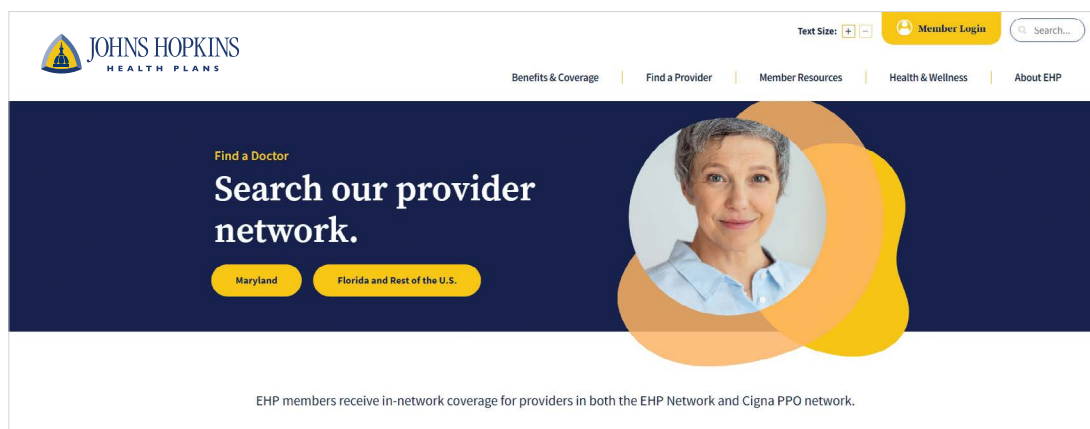 Text Size: + -
Member Login
Search...
JOHNS HOPKINS
HEALTH PLANS
Benefits & Coverage
Find a Provider
Member Resources
Health & Wellness
About EHP
Find a Doctor
Search our provider
network.
Maryland
Florida and Rest of the U.S.
EHP members receive in-network coverage for providers in both the EHP Network and Cigna PPO network.